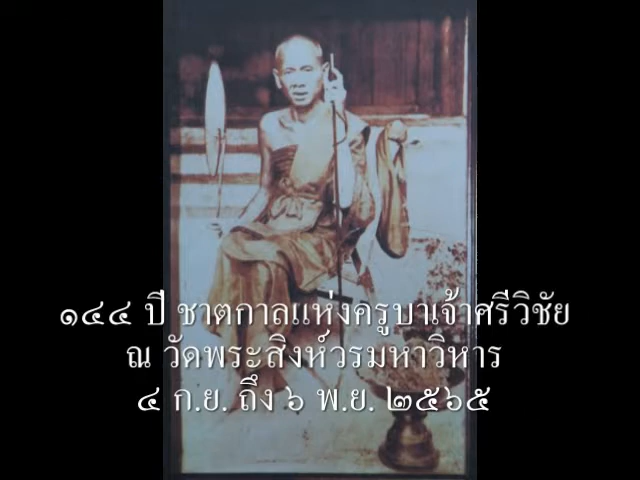 ๑๔๔ ปี ชาตกาลแห่งครูบาเจ้าศรีวิชัย
ณ วัดพระสิงห์วรมหาวิหาร
๔ ก.ย. ถึง ๖ พ.ย. ๒๕๖๕